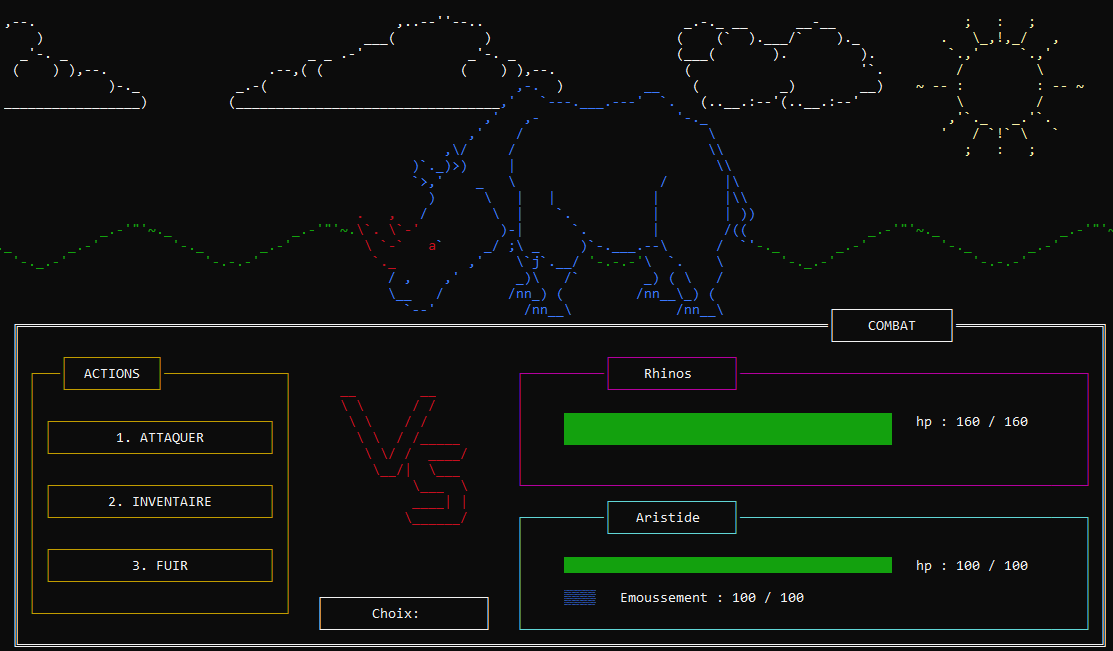 COMBAT
ACTIONS
Rhinos
hp : 160 / 160
1. ATTAQUER
VS
2. INVENTAIRE
Aristide
3. FUIR
hp : 100 / 100
Emoussement : 100 / 100
Choix: